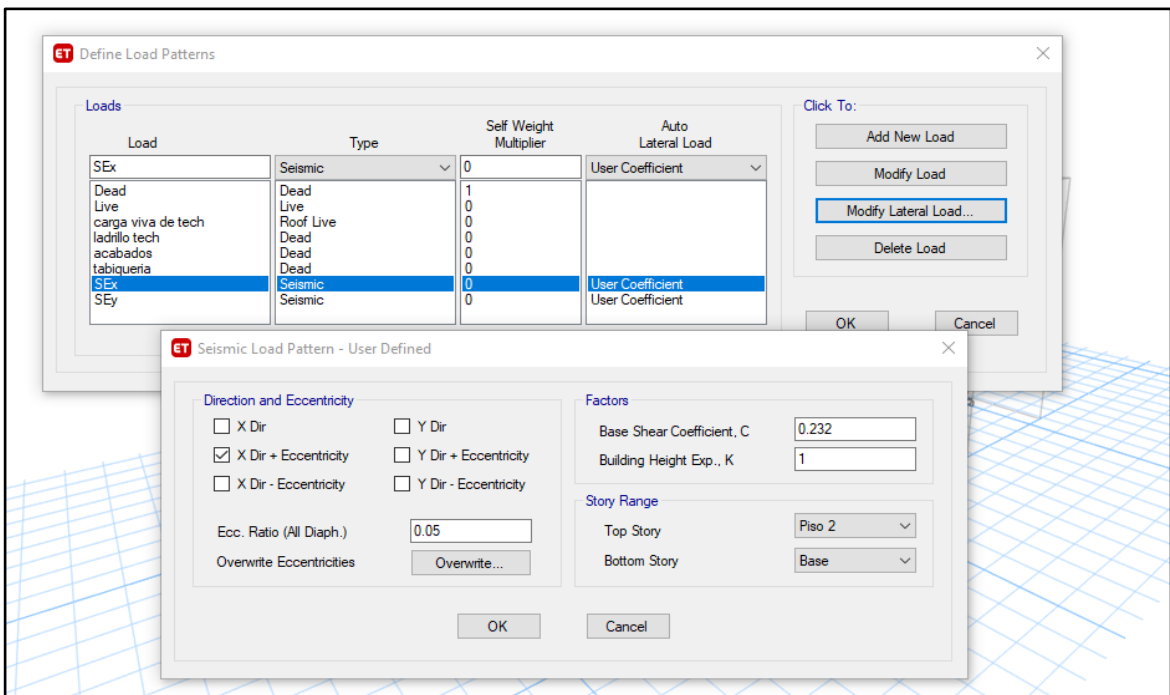 ET Define Load Patterns
Loads
Click To:
Load Type Self Weight Multiplier Auto Lateral Load
SEx Seismic 0 User Coefficient
Dead Dead 1
Live Live 0
carga viva de tech Roof Live 0
ladrillo tech Dead 0
acabados Dead 0
tabiqueria Dead 0
SEx Seismic 0 User Coefficient
SEy Seismic 0 User Coefficient
Add New Load
Modify Load
Modify Lateral Load...
Delete Load
OK Cancel
ET Seismic Load Pattern - User Defined
Direction and Eccentricity
X Dir Y Dir
X Dir + Eccentricity Y Dir + Eccentricity
X Dir - Eccentricity Y Dir - Eccentricity
Ecc. Ratio (All Diaph.) 0.05
Overwrite Eccentricities Overwrite...
Factors
Base Shear Coefficient, C 0.232
Building Height Exp., K 1
Story Range
Top Story Piso 2
Bottom Story Base
OK Cancel